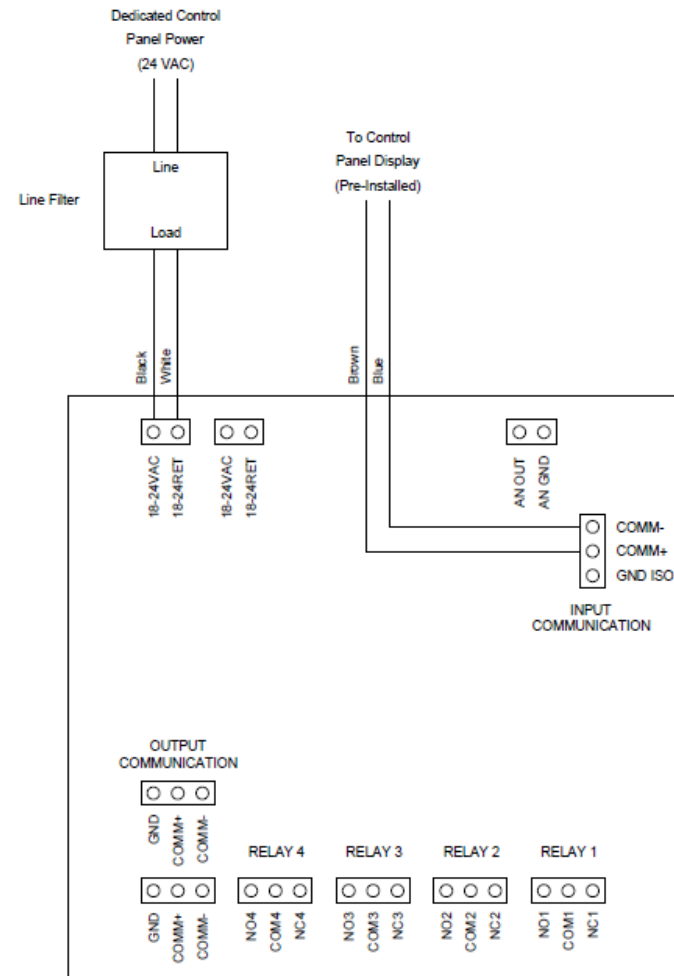 Dedicated Control
Panel Power
(24 VAC)
To Control
Panel Display
(Pre-Installed)
Line
Line Filter
Load
Black
White
Brown
Blue
18-24VAC
18-24RET
18-24VAC
18-24RET
AN OUT
AN GND
COMM-
COMM+
GND ISO
INPUT
COMMUNICATION
OUTPUT
COMMUNICATION
GND
COMM+
COMM-
RELAY 4
RELAY 3
RELAY 2
RELAY 1
GND
COMM+
COMM-
NO4
COM4
NC4
NO3
COM3
NC3
NO2
COM2
NC2
NO1
COM1
NC1